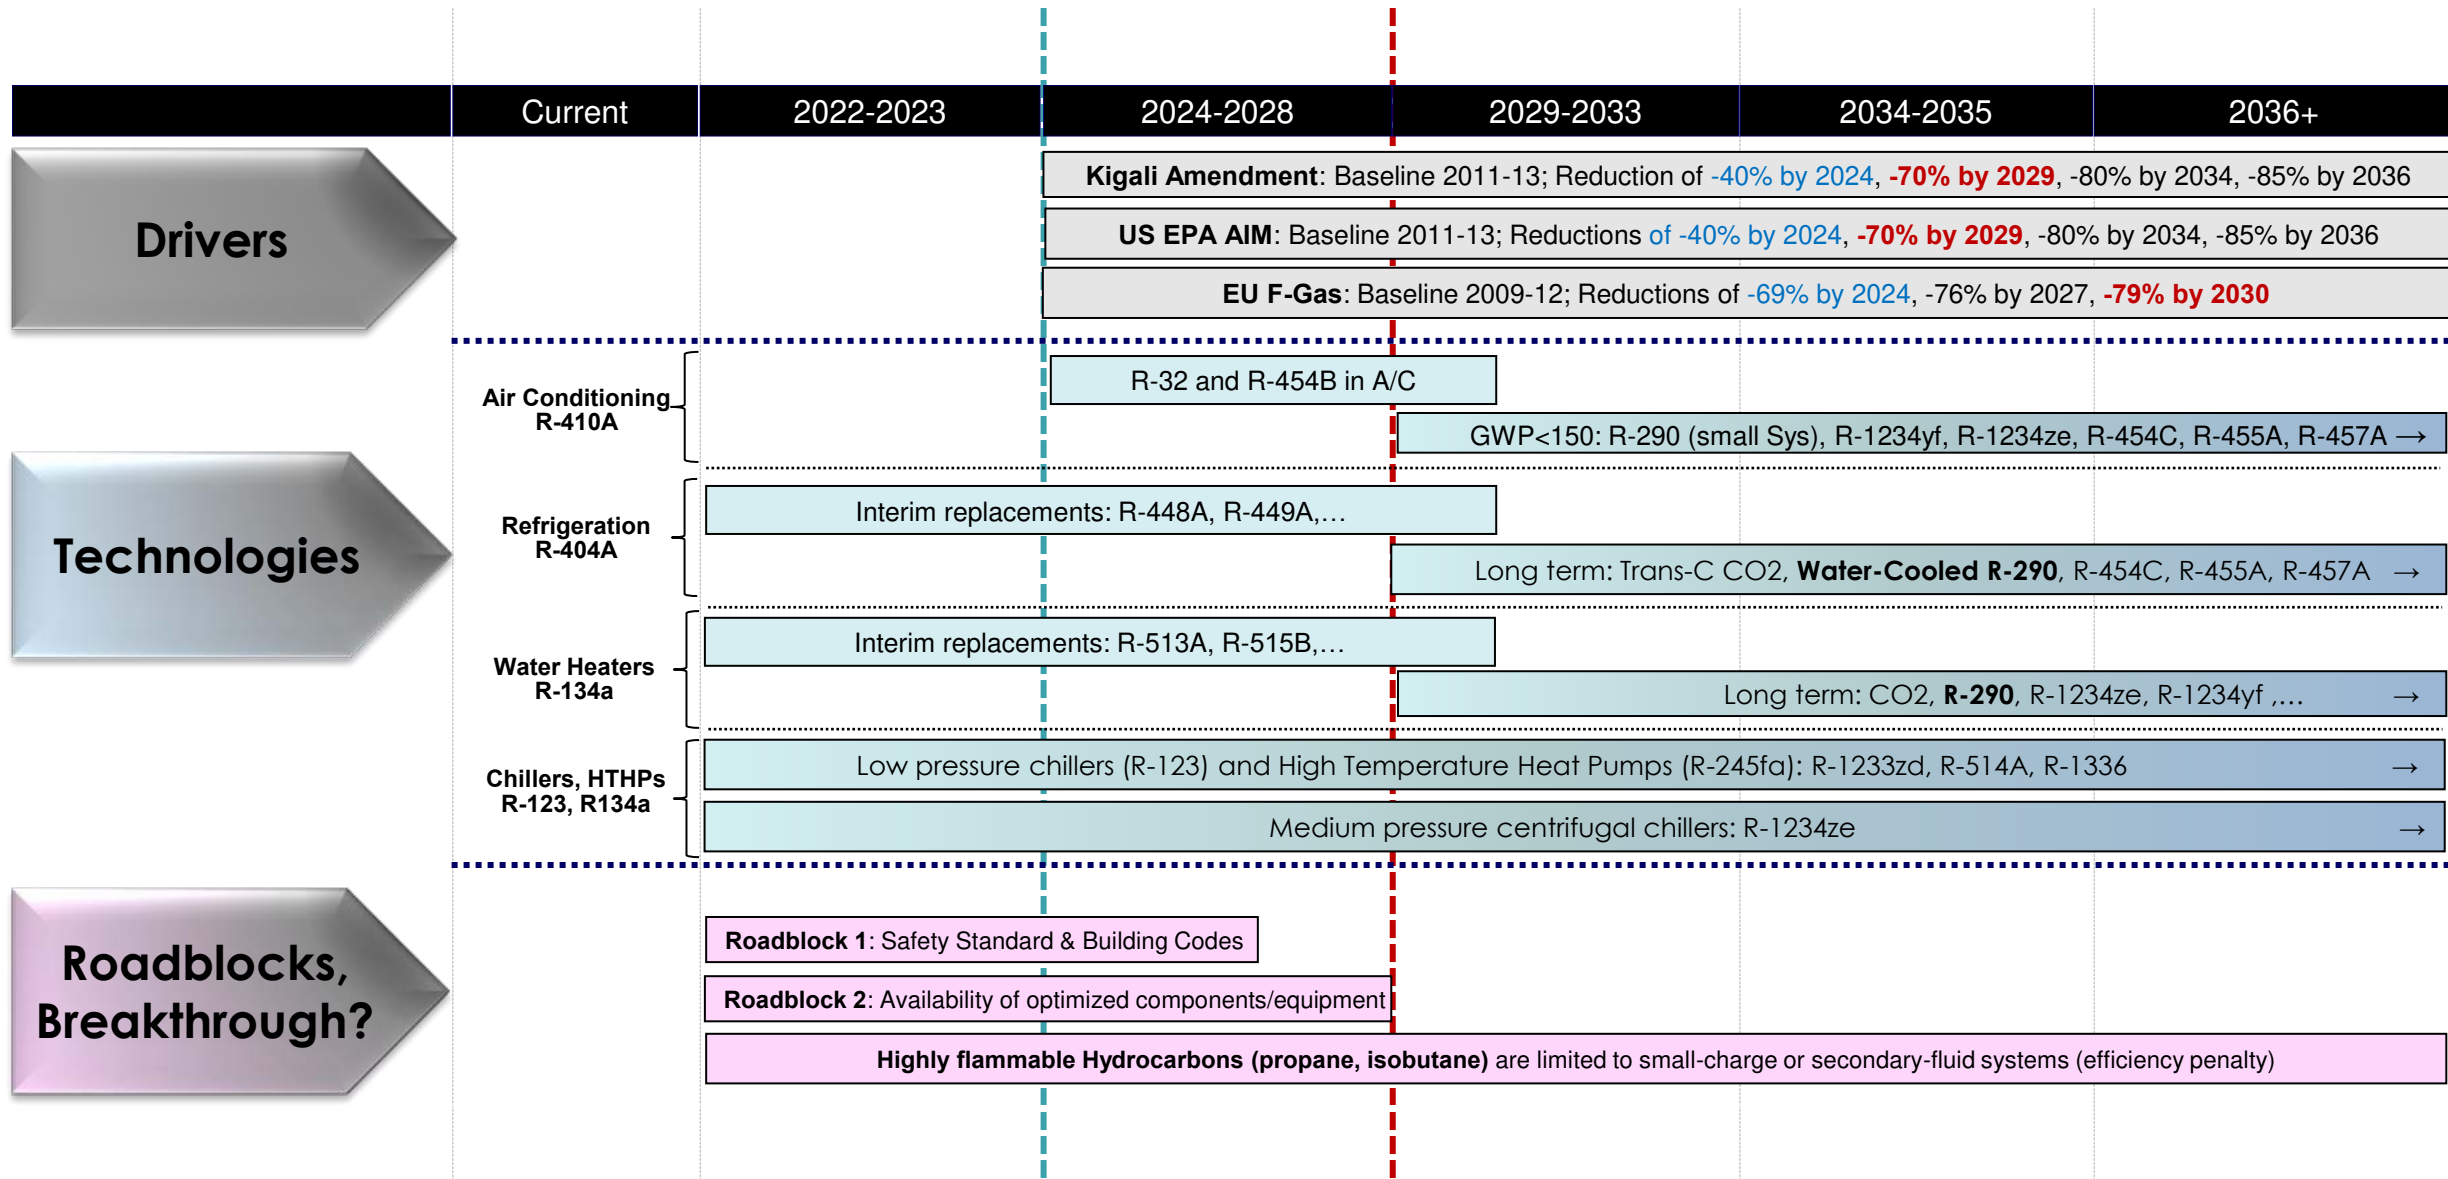 Current
2022-2023
2024-2028
2029-2033
2034-2035
2036+
Drivers
Kigali Amendment: Baseline 2011-13; Reduction of -40% by 2024, -70% by 2029, -80% by 2034, -85% by 2036
US EPA AIM: Baseline 2011-13; Reductions of -40% by 2024, -70% by 2029, -80% by 2034, -85% by 2036
EU F-Gas: Baseline 2009-12; Reductions of -69% by 2024, -76% by 2027, -79% by 2030
Technologies
Air Conditioning
R-410A
R-32 and R-454B in A/C
GWP<150: R-290 (small Sys), R-1234yf, R-1234ze, R-454C, R-455A, R-457A →
Refrigeration
R-404A
Interim replacements: R-448A, R-449A,…
Long term: Trans-C CO2, Water-Cooled R-290, R-454C, R-455A, R-457A →
Water Heaters
R-134a
Interim replacements: R-513A, R-515B,…
Long term: CO2, R-290, R-1234ze, R-1234yf ,… →
Chillers, HTHPs
R-123, R134a
Low pressure chillers (R-123) and High Temperature Heat Pumps (R-245fa): R-1233zd, R-514A, R-1336 →
Medium pressure centrifugal chillers: R-1234ze →
Roadblocks,
Breakthrough?
Roadblock 1: Safety Standard & Building Codes
Roadblock 2: Availability of optimized components/equipment
Highly flammable Hydrocarbons (propane, isobutane) are limited to small-charge or secondary-fluid systems (efficiency penalty)